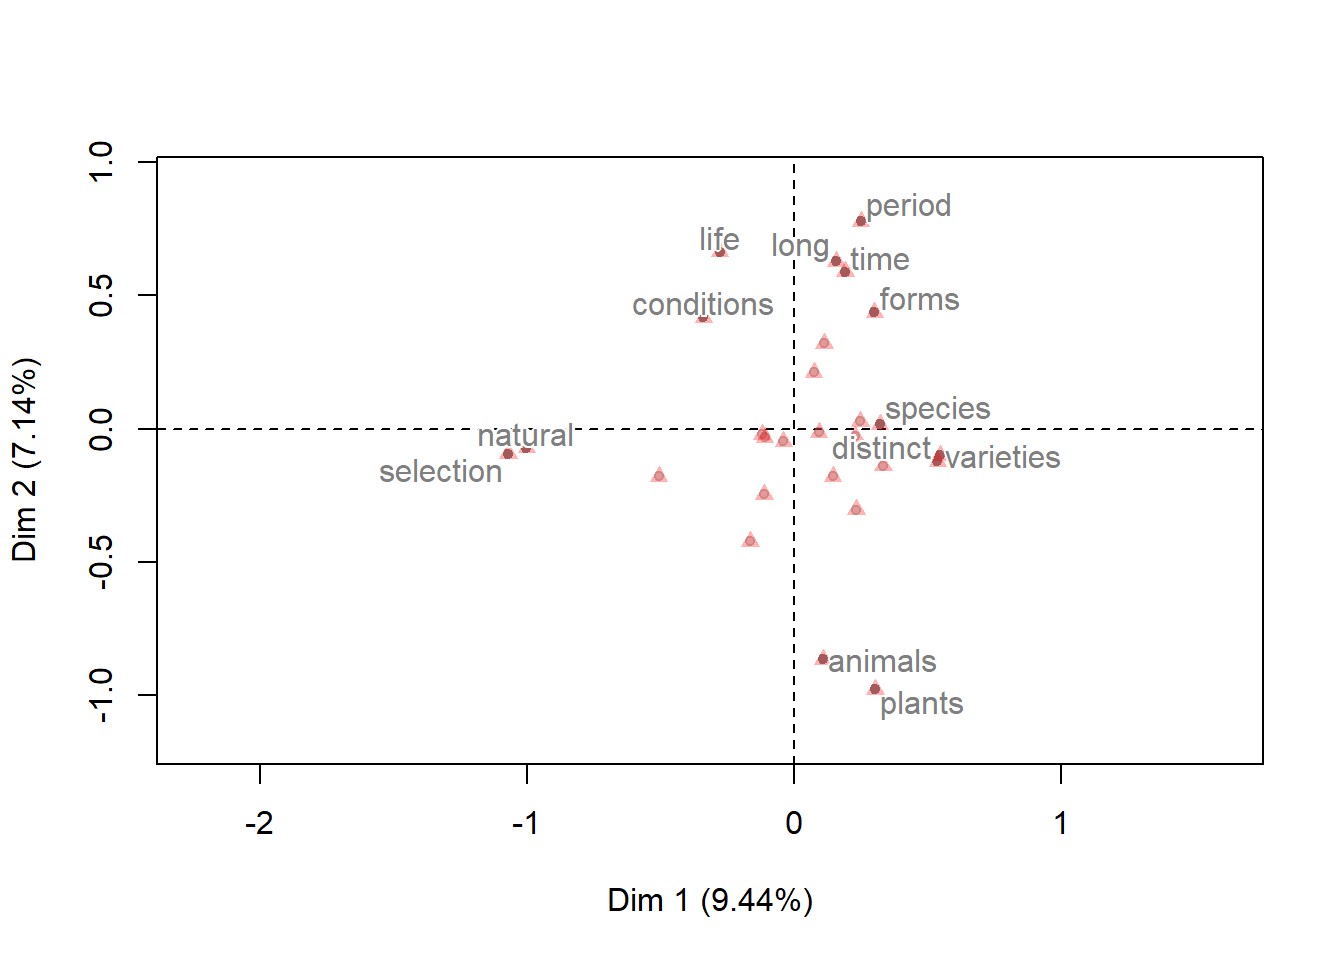 1.0
0.5
0.0
-0.5
-1.0
Dim 2 (7.14%)
period
life
long
time
forms
conditions
species
natural
distinct
varieties
selection
animals
plants
-2
-1
0
1
Dim 1 (9.44%)